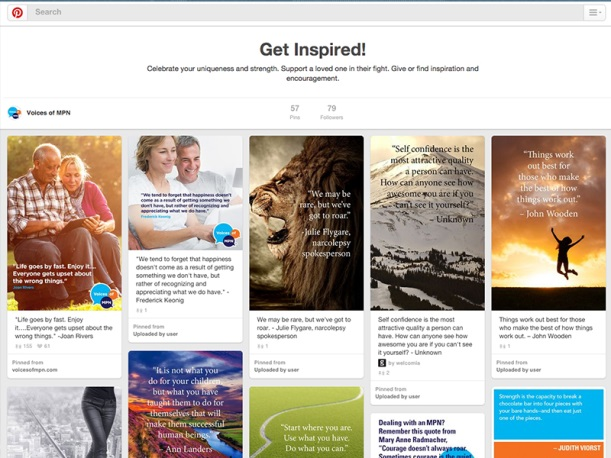 Search
Get Inspired!
Celebrate your uniqueness and strength. Support a loved one in their fight. Give or find inspiration and
encouragement.
Voices of MPN
57
Pins
79
Followers
"Life goes by fast. Enjoy it....
Everyone gets upset about
the wrong things."
Joan Rivers
Voices of
MPN
"Life goes by fast. Enjoy
it....Everyone gets upset about the
wrong things." -Joan Rivers
155
61
Pinned from
voicesofmpn.com
"We tend to forget that happiness doesn't
come as a result of getting something we
don't have, but rather of recognizing and
appreciating what we do have."
Frederick Keonig
Voices of
MPN
"We tend to forget that happiness
doesn't come as a result of getting
something we don't have, but
rather of recognizing and
appreciating what we do have." -
Frederick Keonig
1
Pinned from
Uploaded by user
"We may be
rare, but we've
got to roar."
-Julie Flygare,
narcolepsy
spokesperson
We may be rare, but we've got to
roar. - Julie Flygare, narcolepsy
spokesperson
1
Pinned from
Uploaded by user
"Self confidence is the
most attractive quality
a person can have.
How can anyone see how
awesome you are if you
can't see it yourself?" -
Unknown
Self confidence is the most
attractive quality a person can
have. How can anyone see how
awesome you are if you can't see
it yourself? - Unknown
by welcomix
2
Pinned from
Uploaded by user
"Things work
out best for
those who make
the best of how
things work out."
– John Wooden
Things work out best for those
who make the best of how things
work out. – John Wooden
1
Pinned from
Uploaded by user
"It is not what you
do for your children,
but what you have
taught them to do for
themselves that will
make them successful
human beings."
Ann Landers
"Start where you are.
Use what you have.
Do what you can."
Dealing with an MPN?
Remember this quote from
Mary Anne Radmacher,
"Courage doesn't always roar.
Sometimes courage is the quiet
Strength is the capacity to break a
chocolate bar into four pieces with
your bare hands–and then eat just
one of the pieces.
– JUDITH VIORST